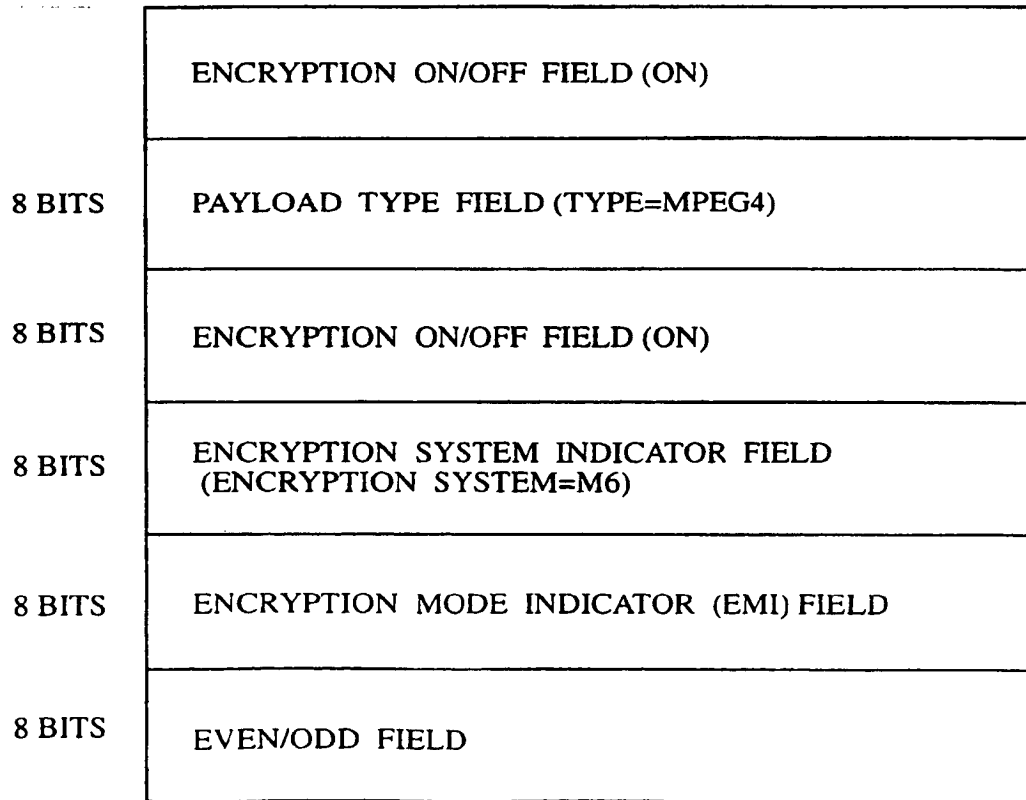 ENCRYPTION ON/OFF FIELD (ON)
8 BITS PAYLOAD TYPE FIELD (TYPE=MPEG4)
8 BITS ENCRYPTION ON/OFF FIELD (ON)
8 BITS ENCRYPTION SYSTEM INDICATOR FIELD
(ENCRYPTION SYSTEM=M6)
8 BITS ENCRYPTION MODE INDICATOR (EMI) FIELD
8 BITS EVEN/ODD FIELD